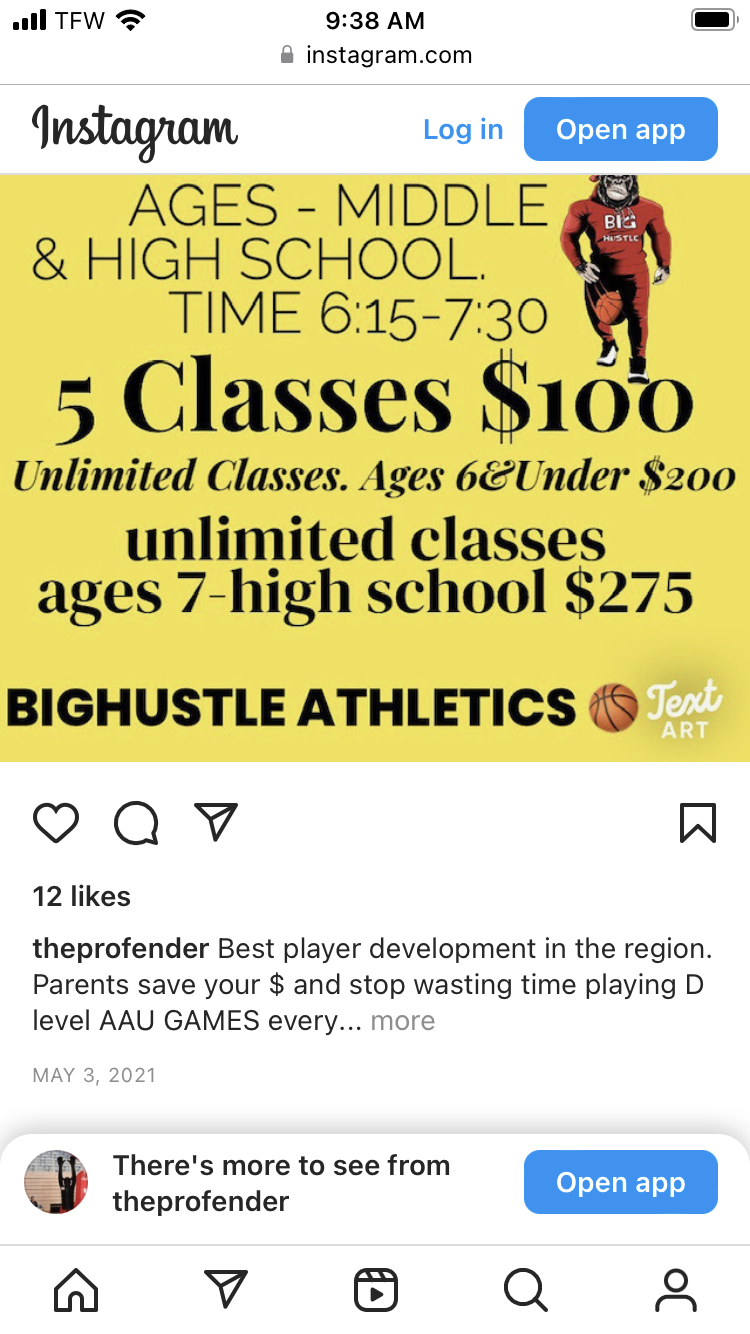 TFW 9:38 AM
instagram.com
Instagram
Log in
Open app
AGES - MIDDLE
& HIGH SCHOOL.
TIME 6:15-7:30
BIG
HUSTLE
5 Classes $100
Unlimited Classes. Ages 6&Under $200
unlimited classes
ages 7-high school $275
BIGHUSTLE ATHLETICS 🏀
Text
ART
12 likes
theprofender Best player development in the region.
Parents save your $ and stop wasting time playing D
level AAU GAMES every... more
MAY 3, 2021
There's more to see from
theprofender
Open app